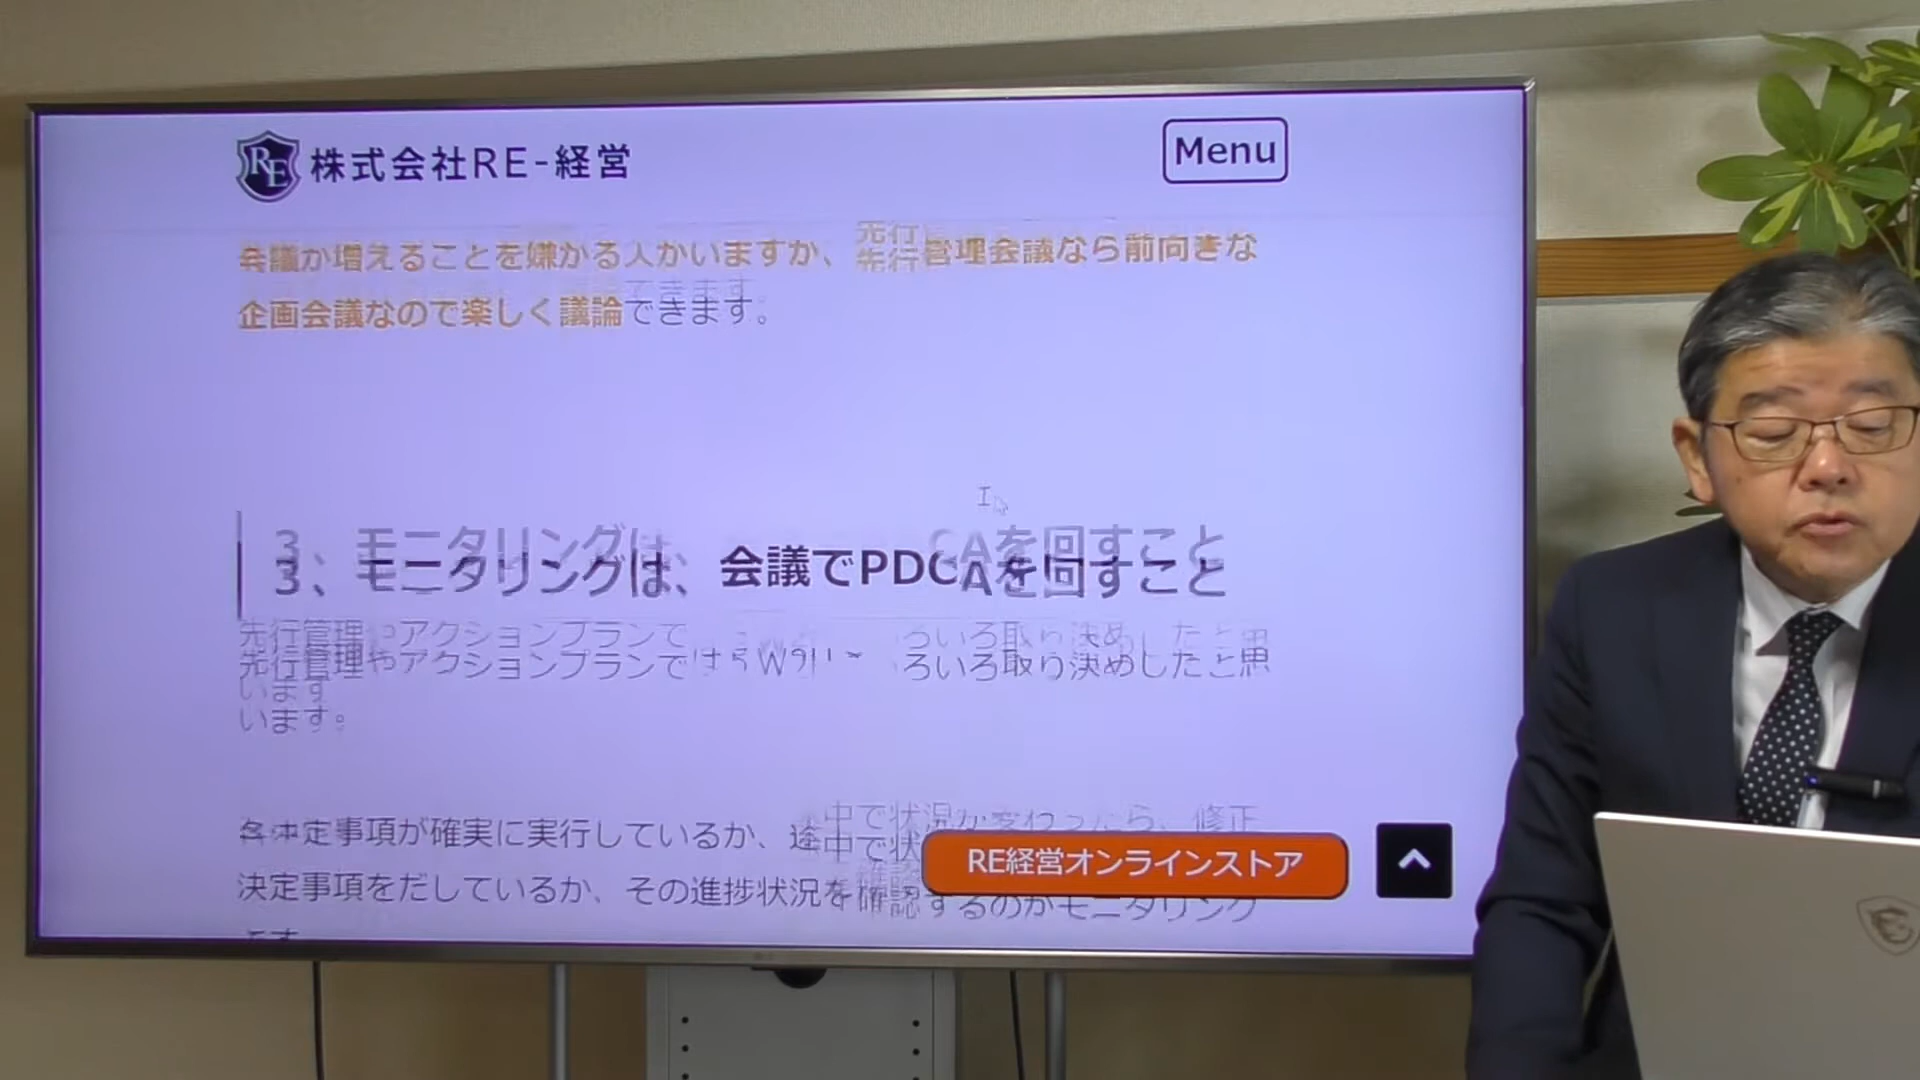 株式会社RE-経営
Menu
会議が増えることを嫌がる人がいますが、先行管理会議なら前向きな
企画会議なので楽しく議論できます。
3、モニタリングは、会議でPDCAを回すこと
先行管理やアクションプランでは5W いろいろ取り決めしたと思
います。
各決定事項が確実に実行しているか、途中で状況が変わったら、修正
決定事項をだしているか、その進捗状況を確認するのがモニタリング
です
RE経営オンラインストア